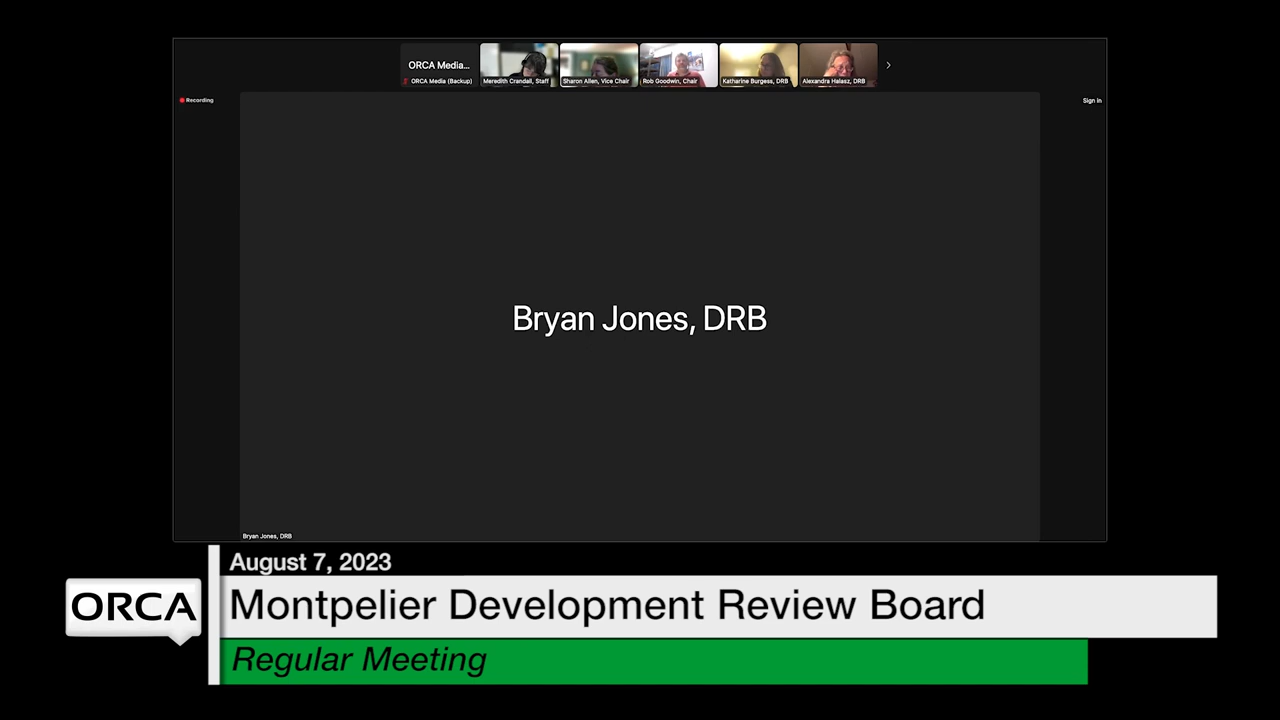 ORCA Media...
ORCA Media (Backup)
Meredith Crandall, Staff
Sharon Allen, Vice Chair
Rob Goodwin, Chair
Katharine Burgess, DRB
Alexandra Halasz, DRB
Recording
Sign in
Bryan Jones, DRB
Bryan Jones, DRB
August 7, 2023
ORCA
Montpelier Development Review Board
Regular Meeting